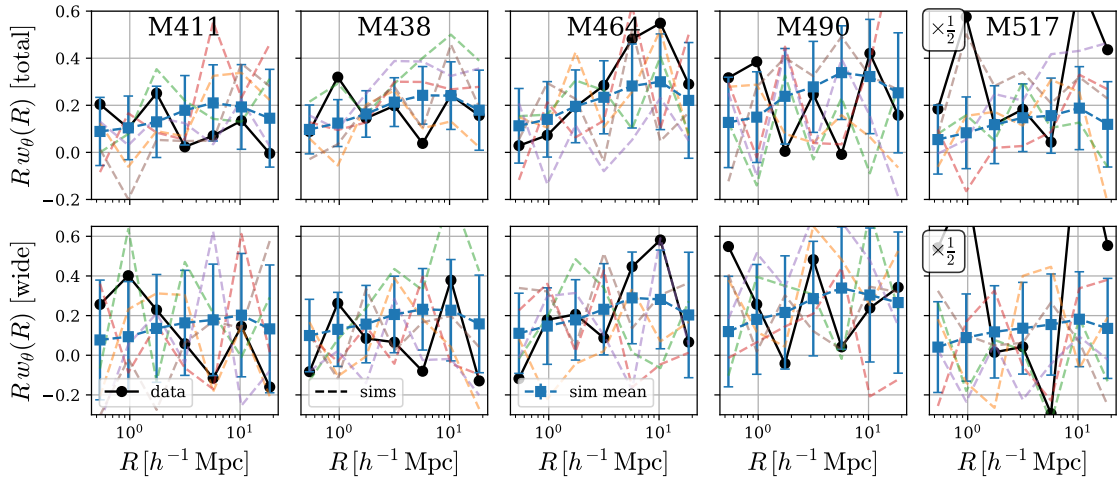 M411 M438 M464 M490 M517
R w_θ(R) [total]
0.6
0.4
0.2
0.0
−0.2
×1/2
R w_θ(R) [wide]
0.6
0.4
0.2
0.0
−0.2
×1/2
data
sims
sim mean
10⁰ 10¹ 10⁰ 10¹ 10⁰ 10¹ 10⁰ 10¹ 10⁰ 10¹
R [h⁻¹ Mpc] R [h⁻¹ Mpc] R [h⁻¹ Mpc] R [h⁻¹ Mpc] R [h⁻¹ Mpc]